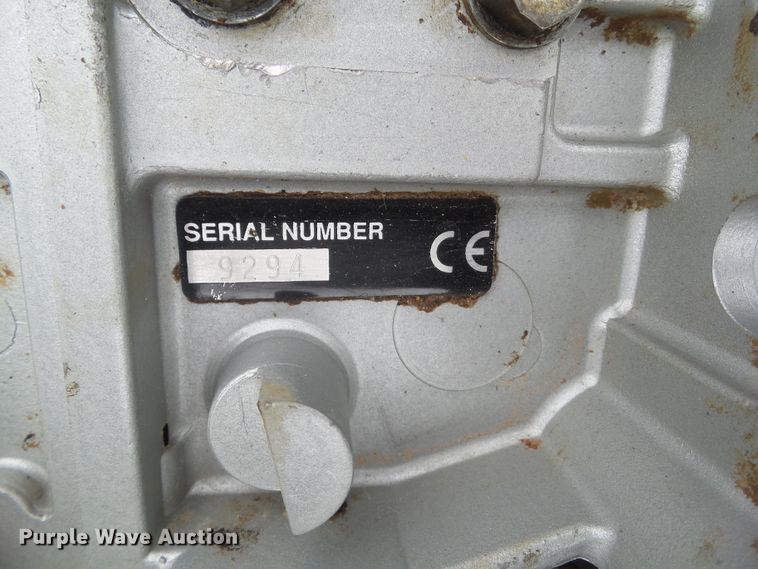 SERIAL NUMBER
9294
CE
Purple Wave Auction